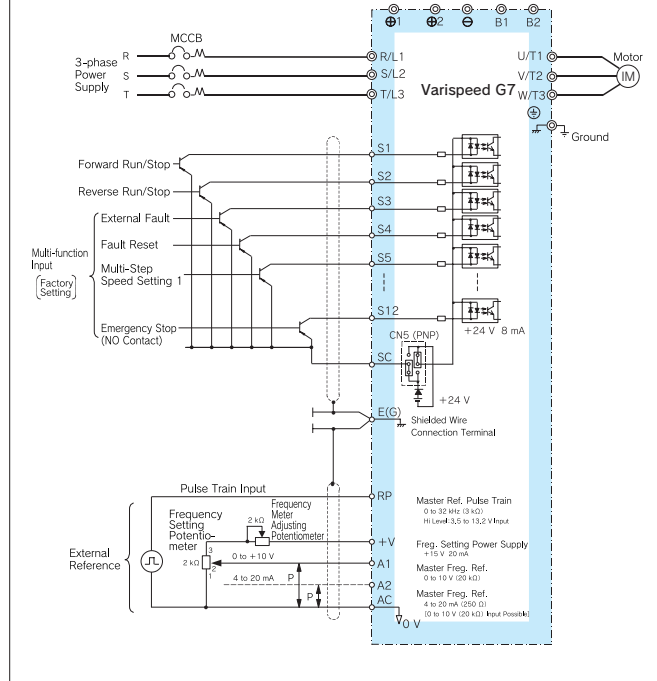 ⊕1 ⊕2 ⊖ B1 B2
MCCB
3-phase
Power
Supply
R
S
T
R/L1
S/L2
T/L3
Varispeed G7
U/T1
V/T2
W/T3
Motor
IM
Ground
Forward Run/Stop
S1
Reverse Run/Stop
S2
External Fault
S3
Fault Reset
S4
Multi-Step
Speed Setting 1
S5
Multi-function
Input
Factory
Setting
Emergency Stop
(NO Contact)
S12
+24 V 8 mA
CN5 (PNP)
SC
+24 V
E(G)
Shielded Wire
Connection Terminal
Pulse Train Input
RP
Master Ref. Pulse Train
0 to 32 kHz (3 kΩ)
Hi Level:3,5 to 13,2 V Input
Frequency
Setting
Potentio-
meter
2 kΩ
Frequency
Meter
Adjusting
Potentiometer
+V
Freg. Setting Power Supply
+15 V 20 mA
External
Reference
2 kΩ
3
2
1
0 to +10 V
P
A1
Master Freg. Ref.
0 to 10 V (20 kΩ)
4 to 20 mA
P
A2
Master Freg. Ref.
4 to 20 mA (250 Ω)
[0 to 10 V (20 kΩ) Input Possible]
AC
0 V